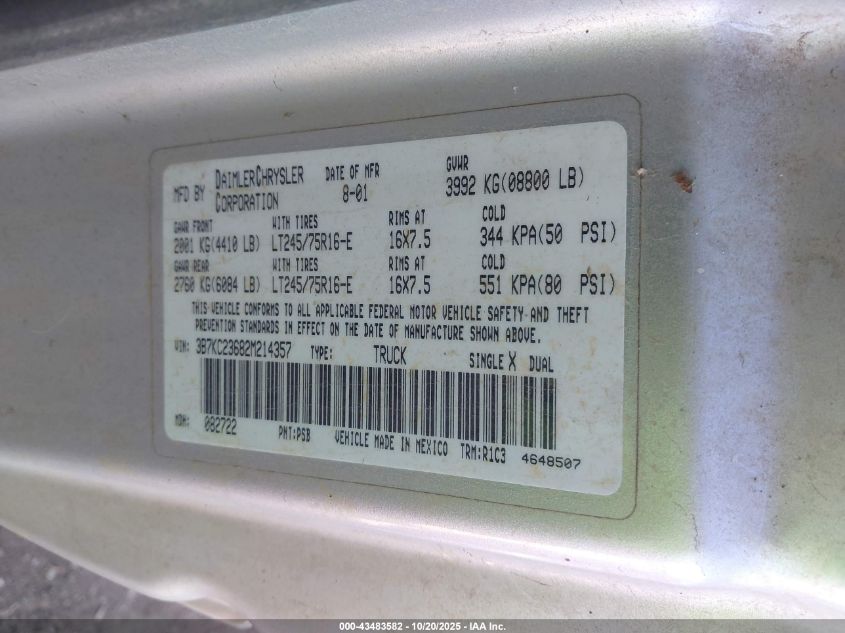 MFD BY DAIMLERCHRYSLER CORPORATION DATE OF MFR 8-01 GVWR 3992 KG(08800 LB)
GAWR FRONT WITH TIRES RIMS AT COLD
2001 KG(4410 LB) LT245/75R16-E 16X7.5 344 KPA(50 PSI)
GAWR REAR WITH TIRES RIMS AT COLD
2760 KG(6084 LB) LT245/75R16-E 16X7.5 551 KPA(80 PSI)
THIS VEHICLE CONFORMS TO ALL APPLICABLE FEDERAL MOTOR VEHICLE SAFETY AND THEFT
PREVENTION STANDARDS IN EFFECT ON THE DATE OF MANUFACTURE SHOWN ABOVE.
VIN: 3B7KC23682M214357 TYPE: TRUCK SINGLE X DUAL
MDH: 082722 PNT:PSB VEHICLE MADE IN MEXICO TRM:R1C3 4648507
000-43483582 - 10/20/2025 - IAA Inc.